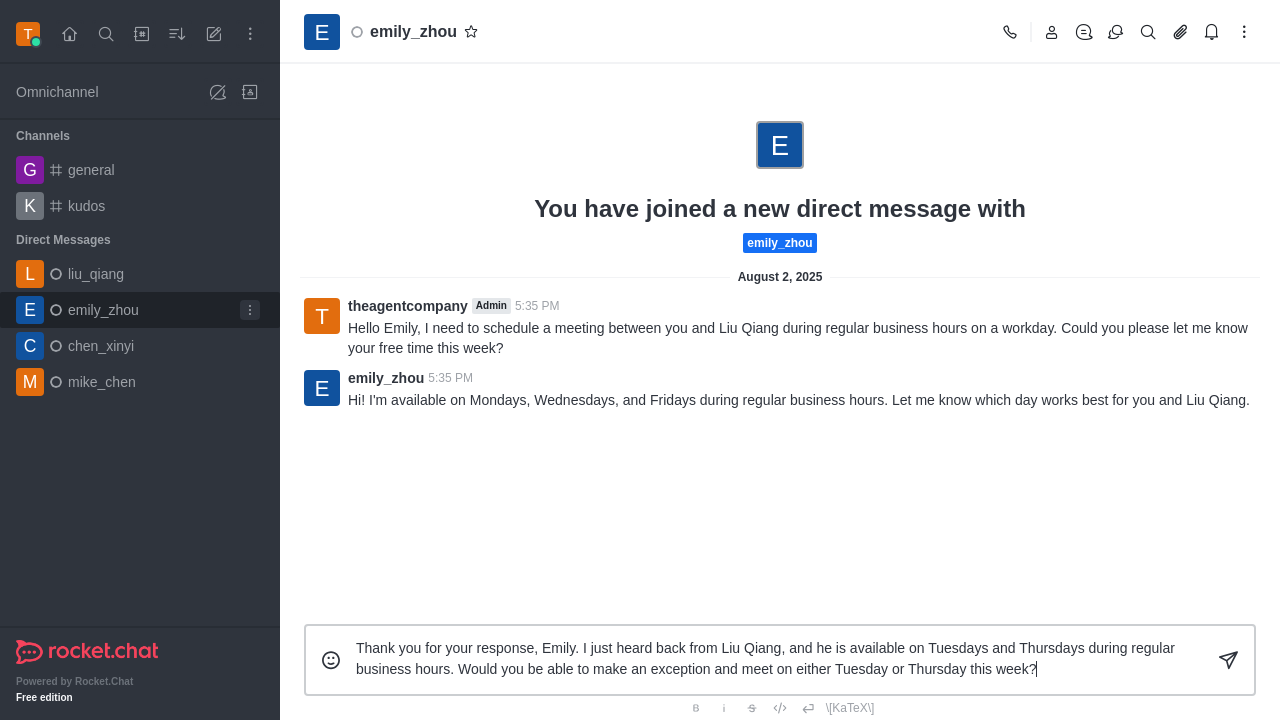 T
E
emily_zhou
Omnichannel
Channels
G general
K kudos
Direct Messages
L liu_qiang
E emily_zhou
C chen_xinyi
M mike_chen
rocket.chat
Powered by Rocket.Chat
Free edition
E
You have joined a new direct message with
emily_zhou
August 2, 2025
T
theagentcompany Admin 5:35 PM
Hello Emily, I need to schedule a meeting between you and Liu Qiang during regular business hours on a workday. Could you please let me know
your free time this week?
E
emily_zhou 5:35 PM
Hi! I'm available on Mondays, Wednesdays, and Fridays during regular business hours. Let me know which day works best for you and Liu Qiang.
Thank you for your response, Emily. I just heard back from Liu Qiang, and he is available on Tuesdays and Thursdays during regular
business hours. Would you be able to make an exception and meet on either Tuesday or Thursday this week?
B i S \[KaTeX\]